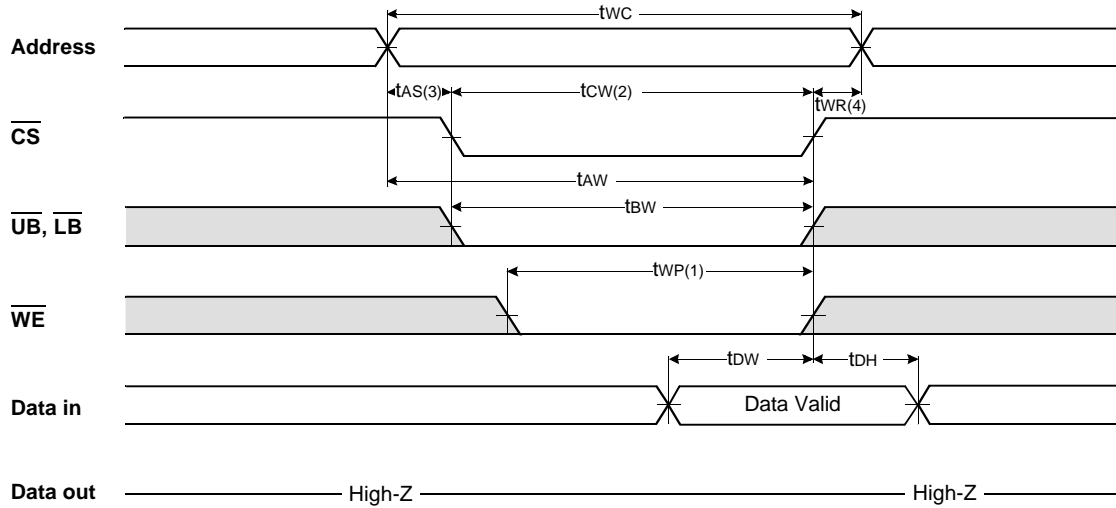 tWC
Address
tAS(3) tCW(2) tWR(4)
CS
tAW
tBW
UB, LB
tWP(1)
WE
tDW tDH
Data in Data Valid
Data out High-Z High-Z